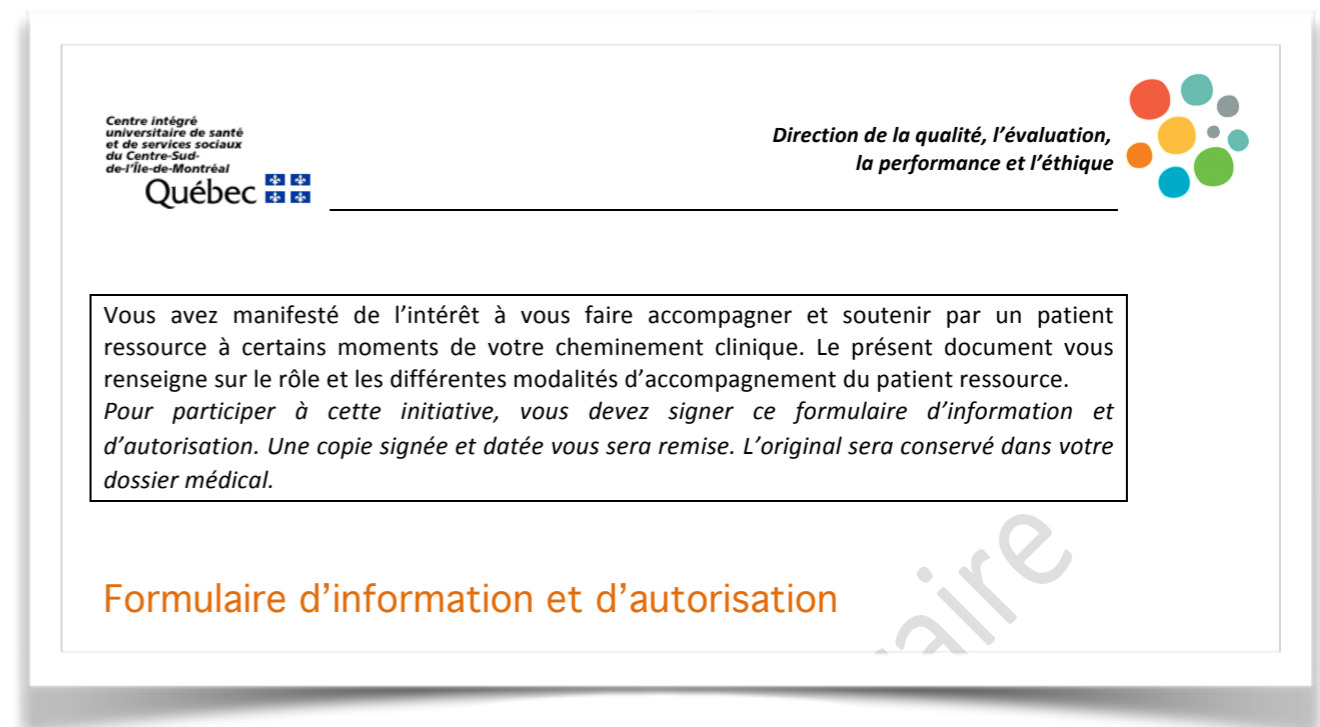 Centre intégré
universitaire de santé
et de services sociaux
du Centre-Sud-
de-l'Île-de-Montréal
Québec
Direction de la qualité, l'évaluation,
la performance et l'éthique
Vous avez manifesté de l'intérêt à vous faire accompagner et soutenir par un patient
ressource à certains moments de votre cheminement clinique. Le présent document vous
renseigne sur le rôle et les différentes modalités d'accompagnement du patient ressource.
Pour participer à cette initiative, vous devez signer ce formulaire d'information et
d'autorisation. Une copie signée et datée vous sera remise. L'original sera conservé dans votre
dossier médical.
Formulaire d'information et d'autorisation